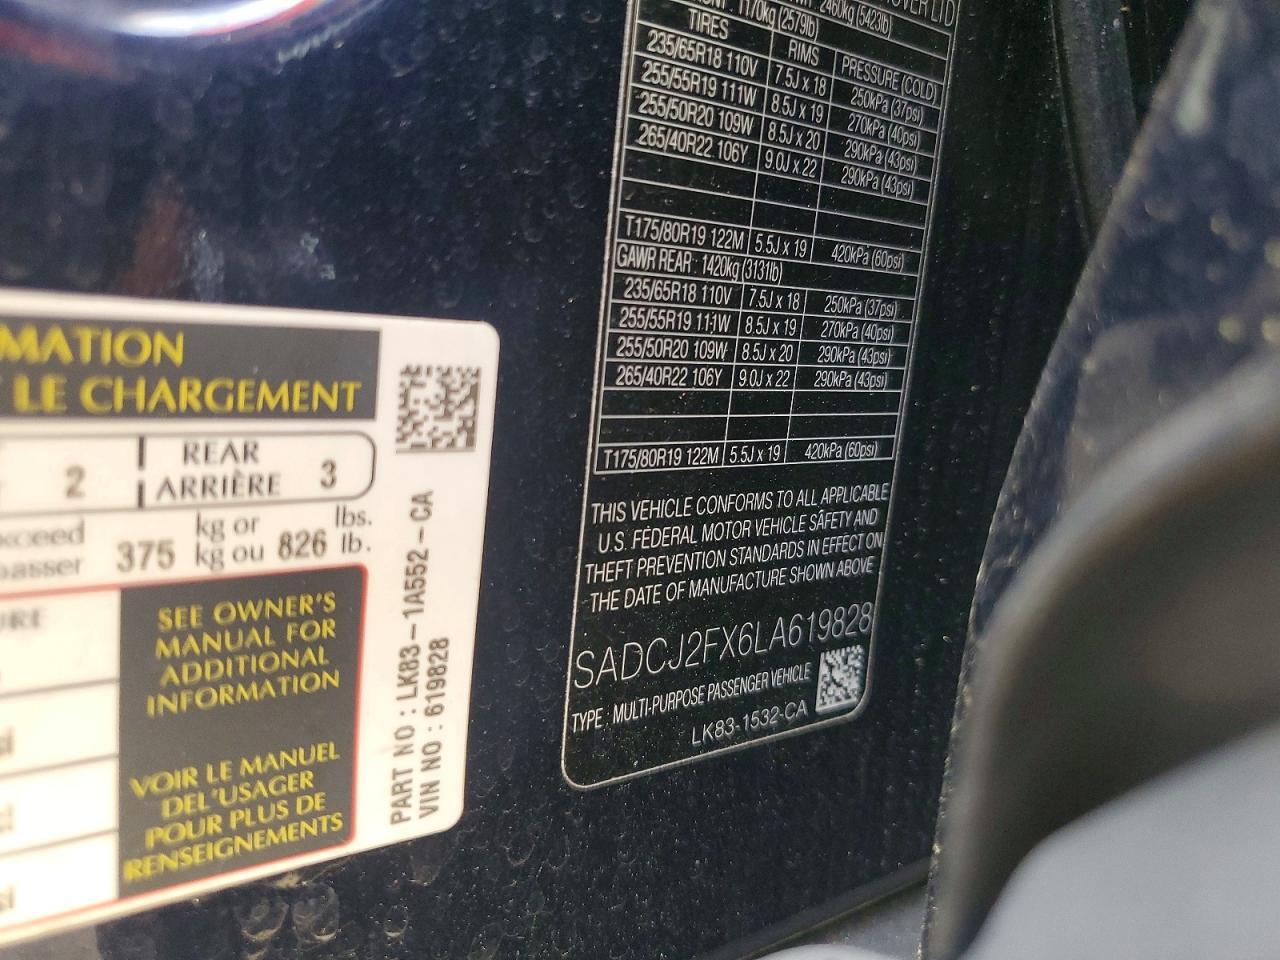 MATION
LE CHARGEMENT
2
REAR
ARRIÈRE
3
375
kg or
kg ou
826
lbs.
lb.
SEE OWNER'S
MANUAL FOR
ADDITIONAL
INFORMATION
VOIR LE MANUEL
DEL'USAGER
POUR PLUS DE
RENSEIGNEMENTS
PART NO : LK83-1A552-CA
VIN NO : 619828
1170kg (2579lb)
2460kg (5423lb)
TIRES RIMS PRESSURE (COLD)
235/65R18 110V 7.5J x 18 250kPa (37psi)
255/55R19 111W 8.5J x 19 270kPa (40psi)
255/50R20 109W 8.5J x 20 290kPa (43psi)
265/40R22 106Y 9.0J x 22 290kPa (43psi)
T175/80R19 122M 5.5J x 19 420kPa (60psi)
GAWR REAR : 1420kg (3131lb)
235/65R18 110V 7.5J x 18 250kPa (37psi)
255/55R19 111W 8.5J x 19 270kPa (40psi)
255/50R20 109W 8.5J x 20 290kPa (43psi)
265/40R22 106Y 9.0J x 22 290kPa (43psi)
T175/80R19 122M 5.5J x 19 420kPa (60psi)
THIS VEHICLE CONFORMS TO ALL APPLICABLE
U.S. FEDERAL MOTOR VEHICLE SAFETY AND
THEFT PREVENTION STANDARDS IN EFFECT ON
THE DATE OF MANUFACTURE SHOWN ABOVE
SADCJ2FX6LA619828
TYPE : MULTI-PURPOSE PASSENGER VEHICLE
LK83-1532-CA